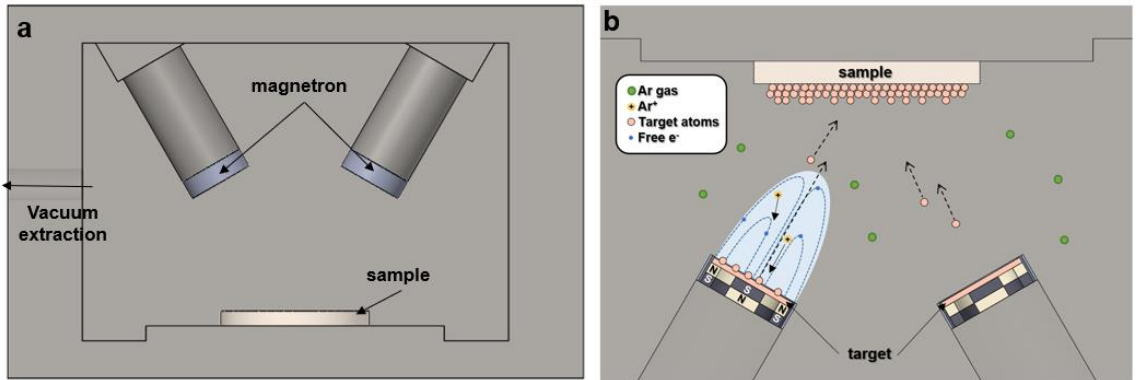 a
magnetron
Vacuum
extraction
sample
b
sample
Ar gas
Ar⁺
Target atoms
Free e⁻
N
S
S
N
N
S
target